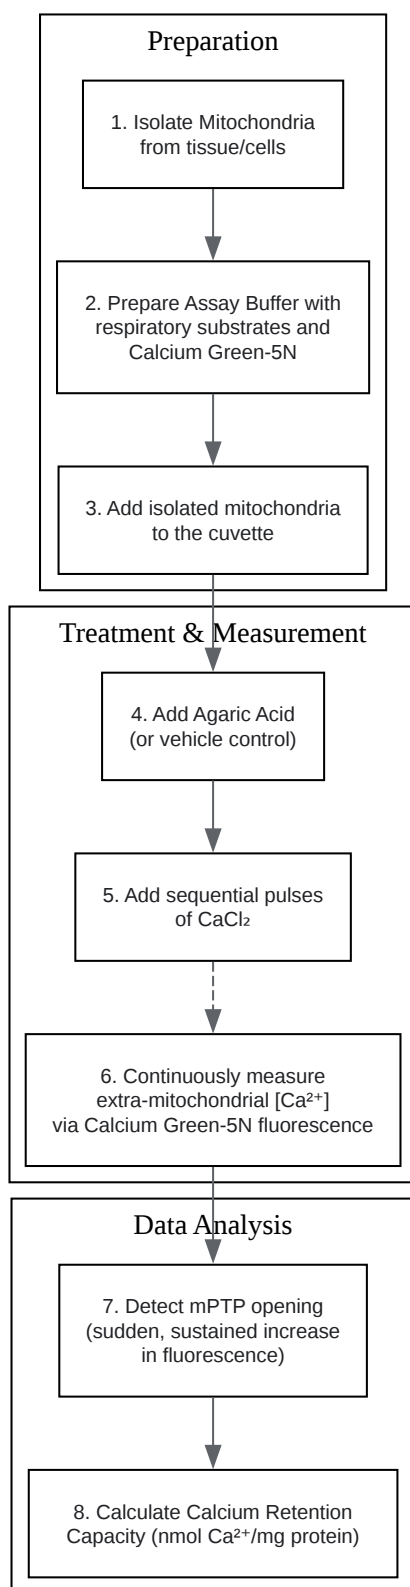 Preparation
1. Isolate Mitochondria
from tissue/cells
2. Prepare Assay Buffer with
respiratory substrates and
Calcium Green-5N
3. Add isolated mitochondria
to the cuvette
Treatment & Measurement
4. Add Agaric Acid
(or vehicle control)
5. Add sequential pulses
of CaCl₂
6. Continuously measure
extra-mitochondrial [Ca²⁺]
via Calcium Green-5N fluorescence
Data Analysis
7. Detect mPTP opening
(sudden, sustained increase
in fluorescence)
8. Calculate Calcium Retention
Capacity (nmol Ca²⁺/mg protein)